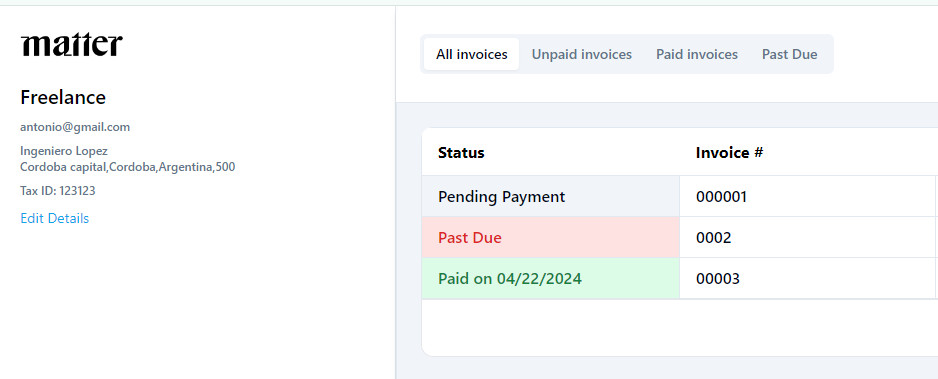 matter
Freelance
antonio@gmail.com
Ingeniero Lopez
Cordoba capital,Cordoba,Argentina,500
Tax ID: 123123
Edit Details
All invoices Unpaid invoices Paid invoices Past Due
Status Invoice #
Pending Payment 000001
Past Due 0002
Paid on 04/22/2024 00003